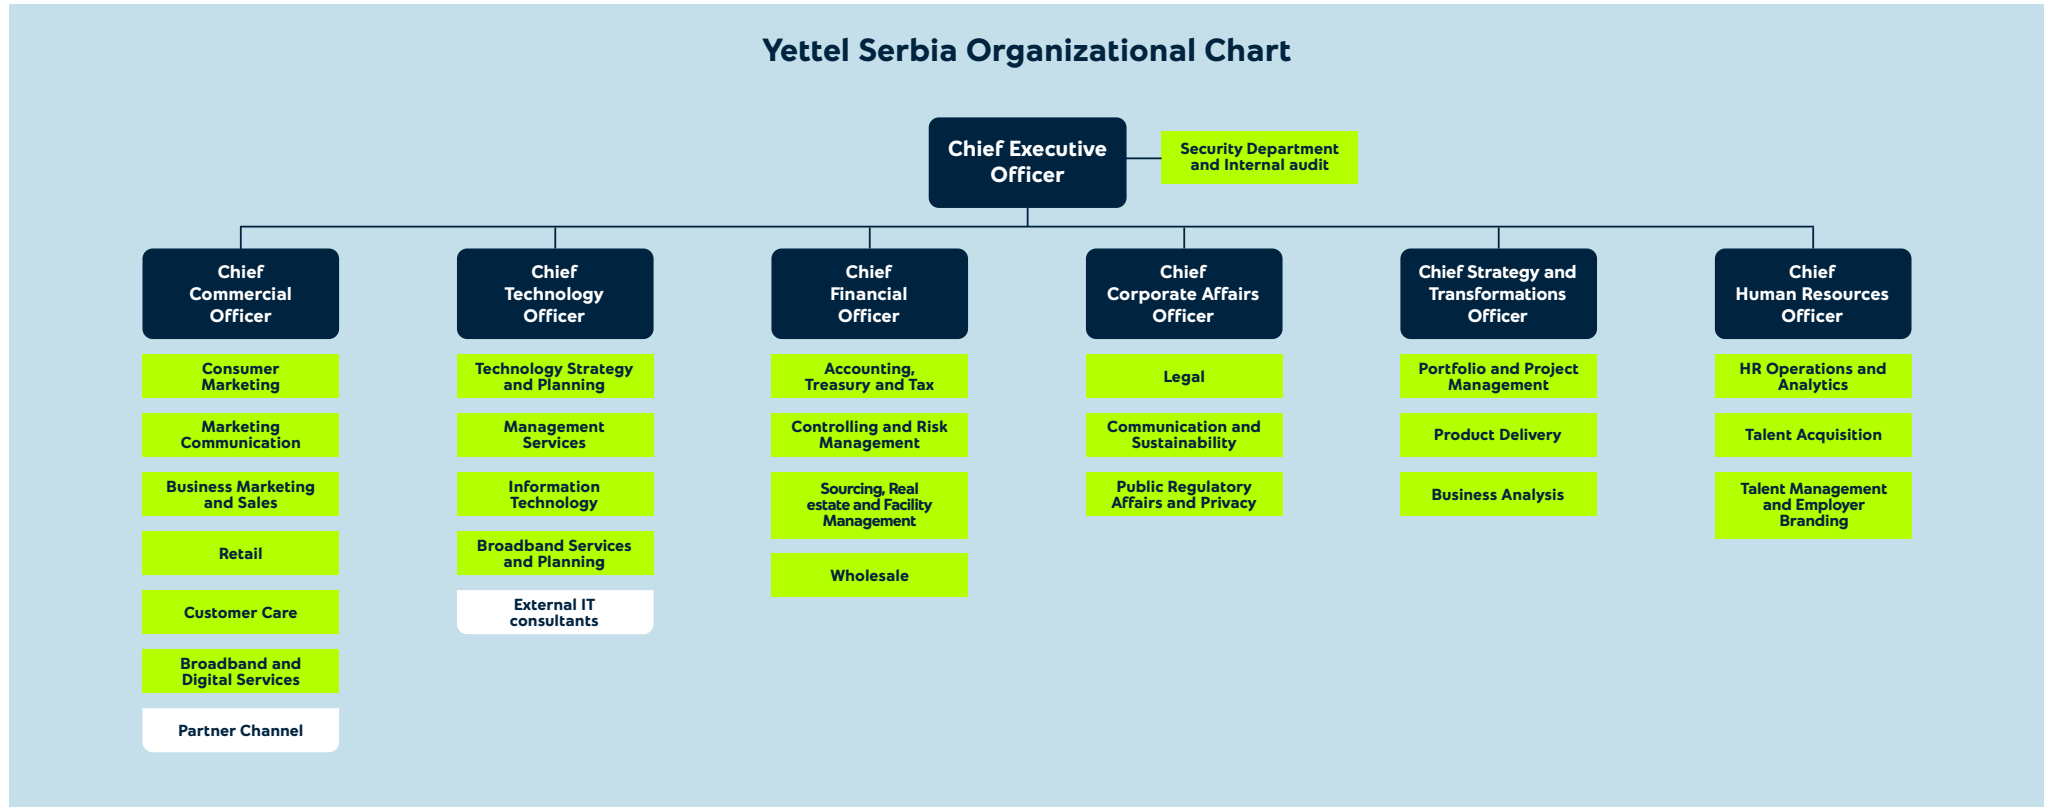 Yettel Serbia Organizational Chart
Chief Executive
Officer
Security Department
and Internal audit
Chief
Commercial
Officer
Consumer
Marketing
Marketing
Communication
Business Marketing
and Sales
Retail
Customer Care
Broadband and
Digital Services
Partner Channel
Chief
Technology
Officer
Technology Strategy
and Planning
Management
Services
Information
Technology
Broadband Services
and Planning
External IT
consultants
Chief
Financial
Officer
Accounting,
Treasury and Tax
Controlling and Risk
Management
Sourcing, Real
estate and Facility
Management
Wholesale
Chief
Corporate Affairs
Officer
Legal
Communication and
Sustainability
Public Regulatory
Affairs and Privacy
Chief Strategy and
Transformations
Officer
Portfolio and Project
Management
Product Delivery
Business Analysis
Chief
Human Resources
Officer
HR Operations and
Analytics
Talent Acquisition
Talent Management
and Employer
Branding